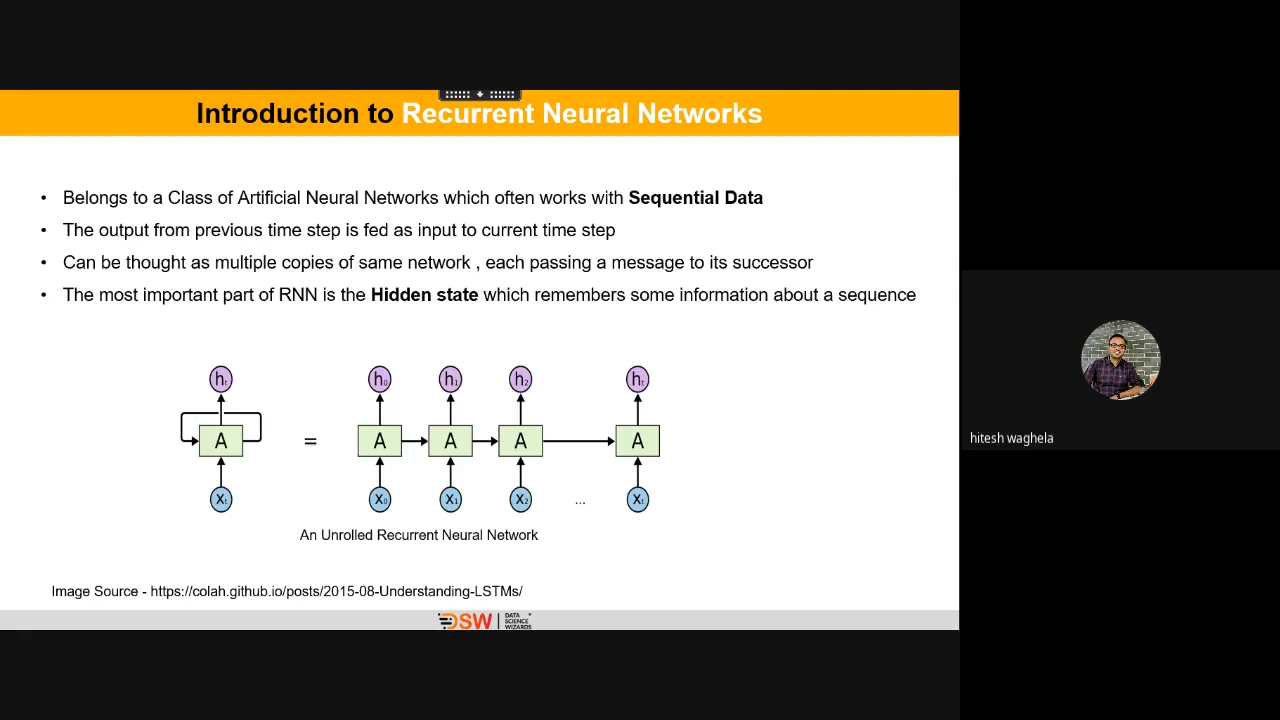 Introduction to Recurrent Neural Networks
• Belongs to a Class of Artificial Neural Networks which often works with Sequential Data
• The output from previous time step is fed as input to current time step
• Can be thought as multiple copies of same network , each passing a message to its successor
• The most important part of RNN is the Hidden state which remembers some information about a sequence
hₜ h₀ h₁ h₂ hₜ
A = A A A A
xₜ x₀ x₁ x₂ ... xₜ
An Unrolled Recurrent Neural Network
Image Source - https://colah.github.io/posts/2015-08-Understanding-LSTMs/
DSW
DATA
SCIENCE
WIZARDS
hitesh waghela